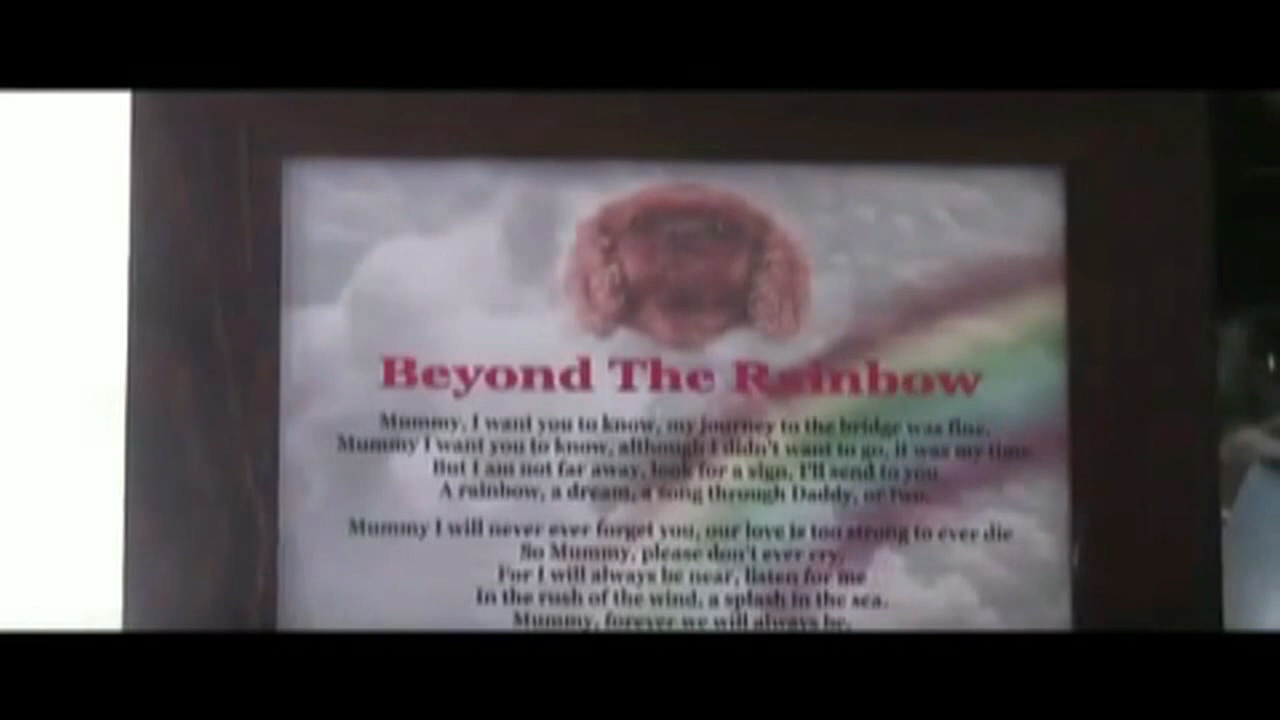 Beyond The Rainbow
Mummy, I want you to know, my journey to the bridge was fine.
Mummy I want you to know, although I didn't want to go, it was my time.
But I am not far away, look for a sign, I'll send to you
A rainbow, a dream, a song through Daddy, or two.
Mummy I will never ever forget you, our love is too strong to ever die
So Mummy, please don't ever cry,
For I will always be near, listen for me
In the rush of the wind, a splash in the sea.
Mummy, forever we will always be,